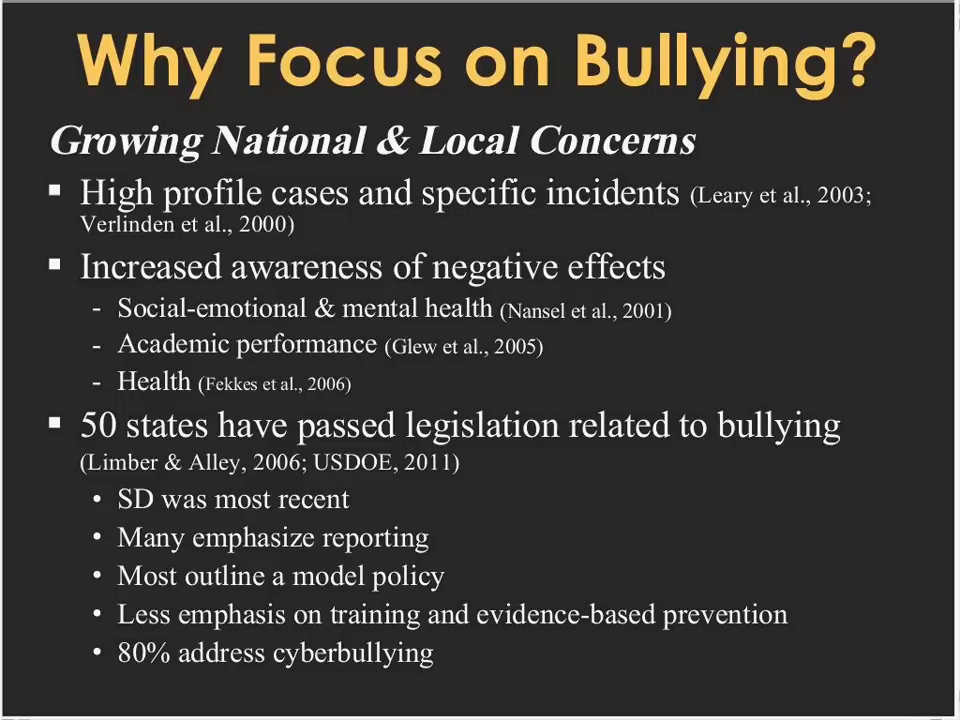 Why Focus on Bullying?
Growing National & Local Concerns
▪ High profile cases and specific incidents (Leary et al., 2003;
Verlinden et al., 2000)
▪ Increased awareness of negative effects
- Social-emotional & mental health (Nansel et al., 2001)
- Academic performance (Glew et al., 2005)
- Health (Fekkes et al., 2006)
▪ 50 states have passed legislation related to bullying
(Limber & Alley, 2006; USDOE, 2011)
• SD was most recent
• Many emphasize reporting
• Most outline a model policy
• Less emphasis on training and evidence-based prevention
• 80% address cyberbullying